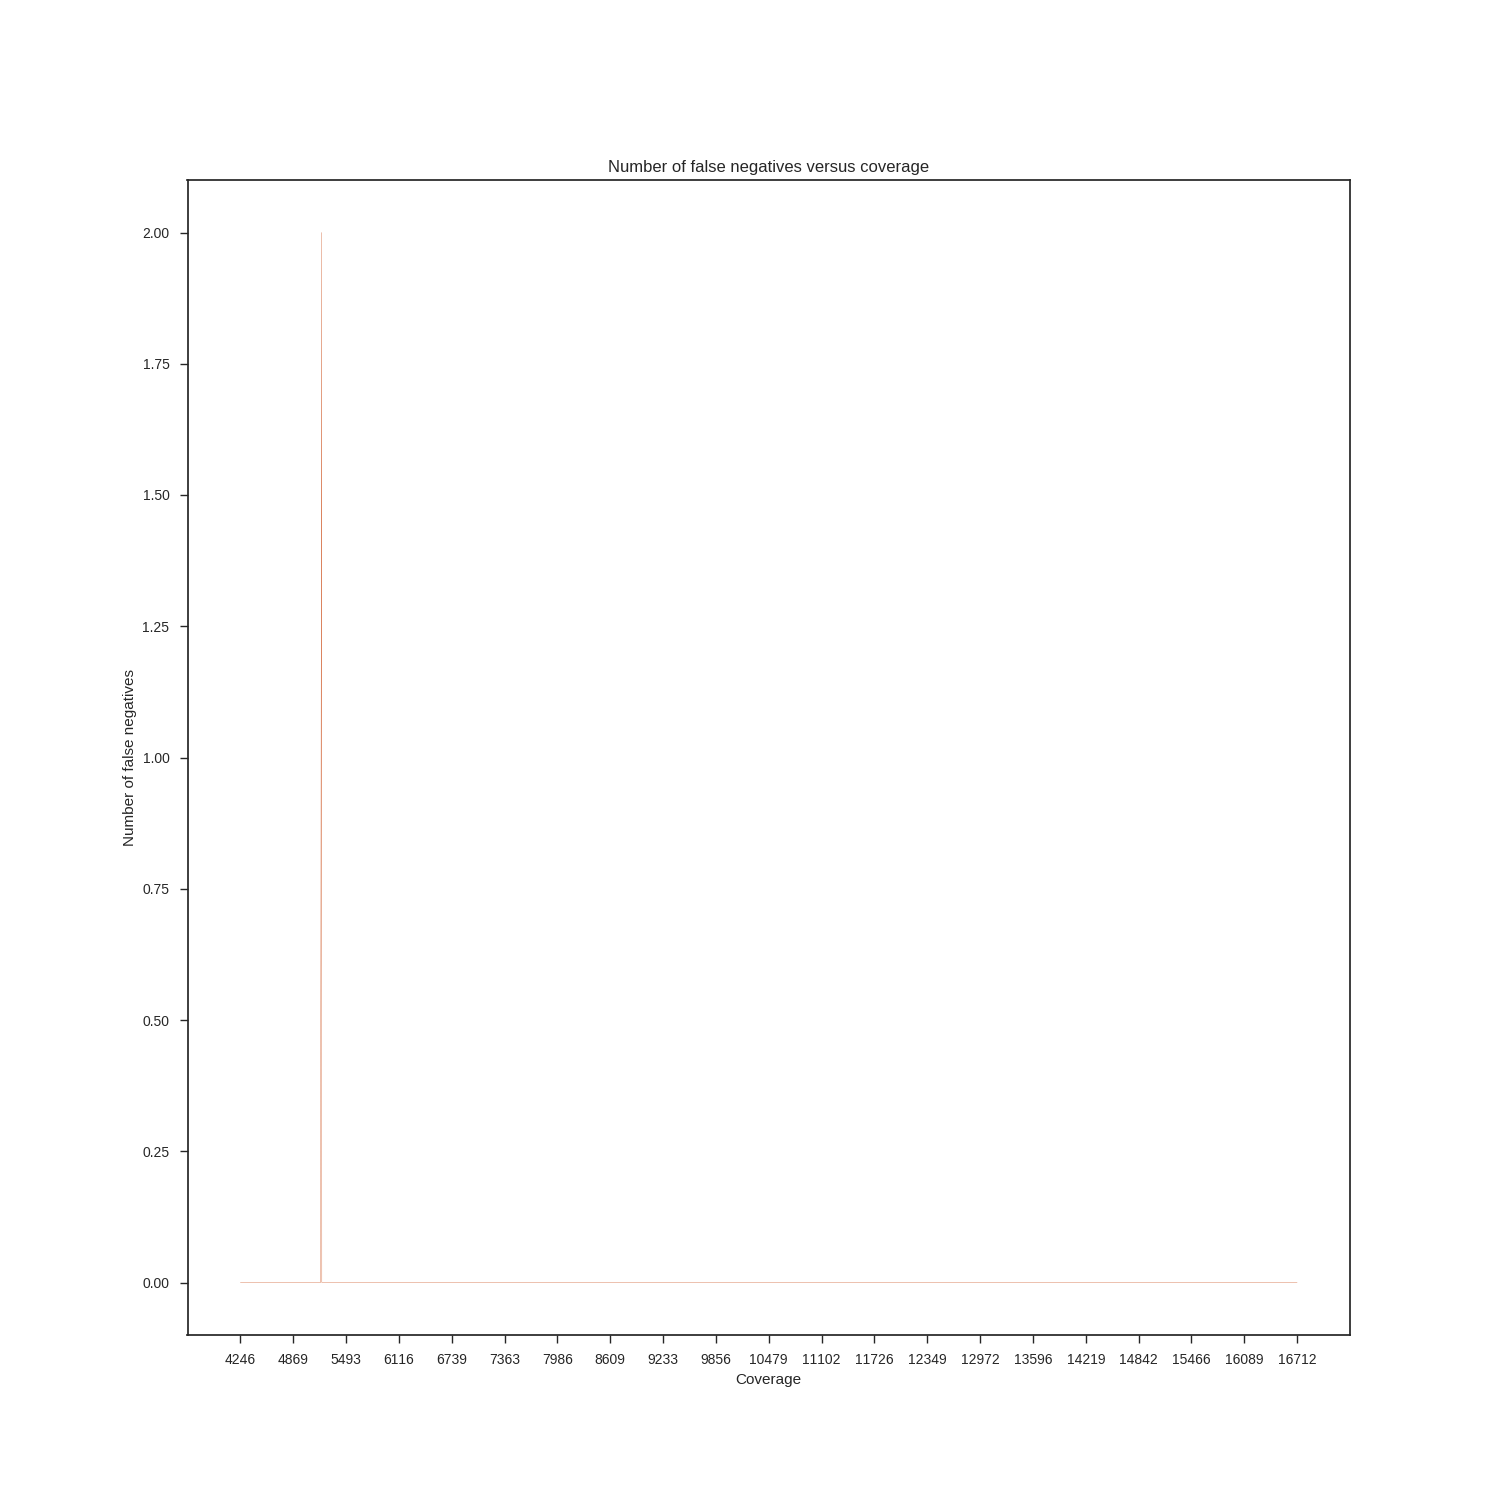 Number of false negatives versus coverage
2.00
1.75
1.50
1.25
1.00
0.75
0.50
0.25
0.00
Number of false negatives
4246 4869 5493 6116 6739 7363 7986 8609 9233 9856 10479 11102 11726 12349 12972 13596 14219 14842 15466 16089 16712
Coverage